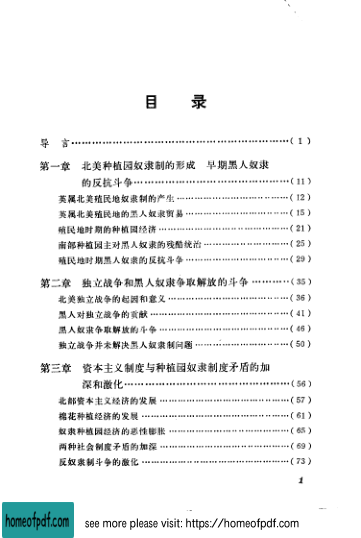 目 录
导 言……………………………………………………( 1 )
第一章 北美种植园奴隶制的形成 早期黑人奴隶
的反抗斗争……………………………………(11)
英属北美殖民地奴隶制的产生……………………………(12)
英属北美殖民地的黑人奴隶贸易…………………………(15)
殖民地时期的种植园经济…………………………………(21)
南部种植园主对黑人奴隶的残酷统治……………………(25)
殖民地时期黑人奴隶的反抗斗争…………………………(29)
第二章 独立战争和黑人奴隶争取解放的斗争…………(35)
北美独立战争的起因和意义………………………………(36)
黑人对独立战争的贡献……………………………………(41)
黑人奴隶争取解放的斗争…………………………………(46)
独立战争并未解决黑人奴隶制问题………………………(50)
第三章 资本主义制度与种植园奴隶制度矛盾的加
深和激化………………………………………(56)
北部资本主义经济的发展…………………………………(57)
棉花种植经济的发展………………………………………(61)
奴隶种植园经济的恶性膨胀………………………………(65)
两种社会制度矛盾的加深…………………………………(69)
反奴隶制斗争的激化………………………………………(73)
1
homeofpdf.com
see more please visit: https://homeofpdf.com